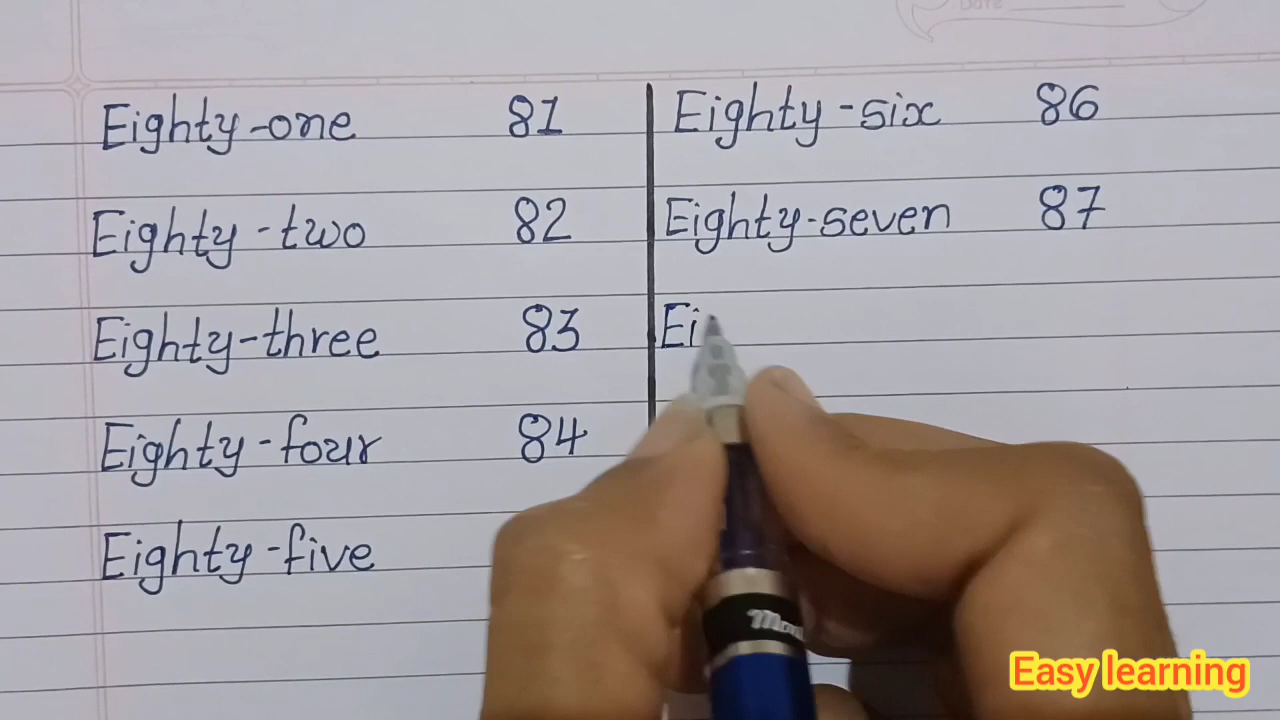 Date
Eighty-one 81
Eighty-two 82
Eighty-three 83
Eighty-four 84
Eighty-five
Eighty-six 86
Eighty-seven 87
Ei
Easy learning